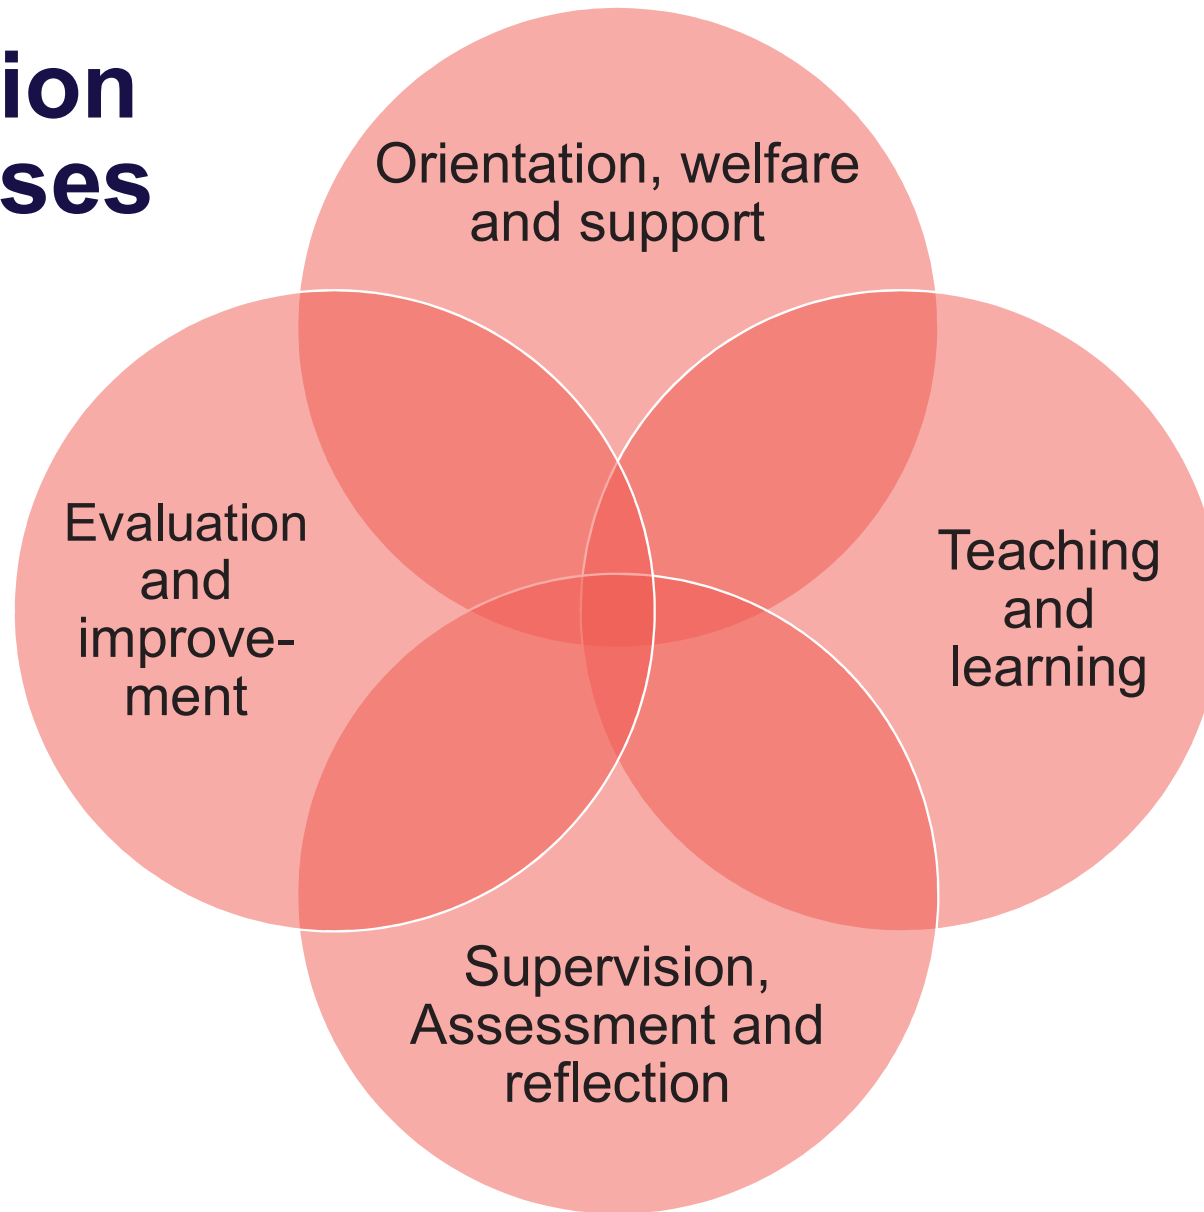 ion
ses
Orientation, welfare
and support
Evaluation
and
improve-
ment
Teaching
and
learning
Supervision,
Assessment and
reflection